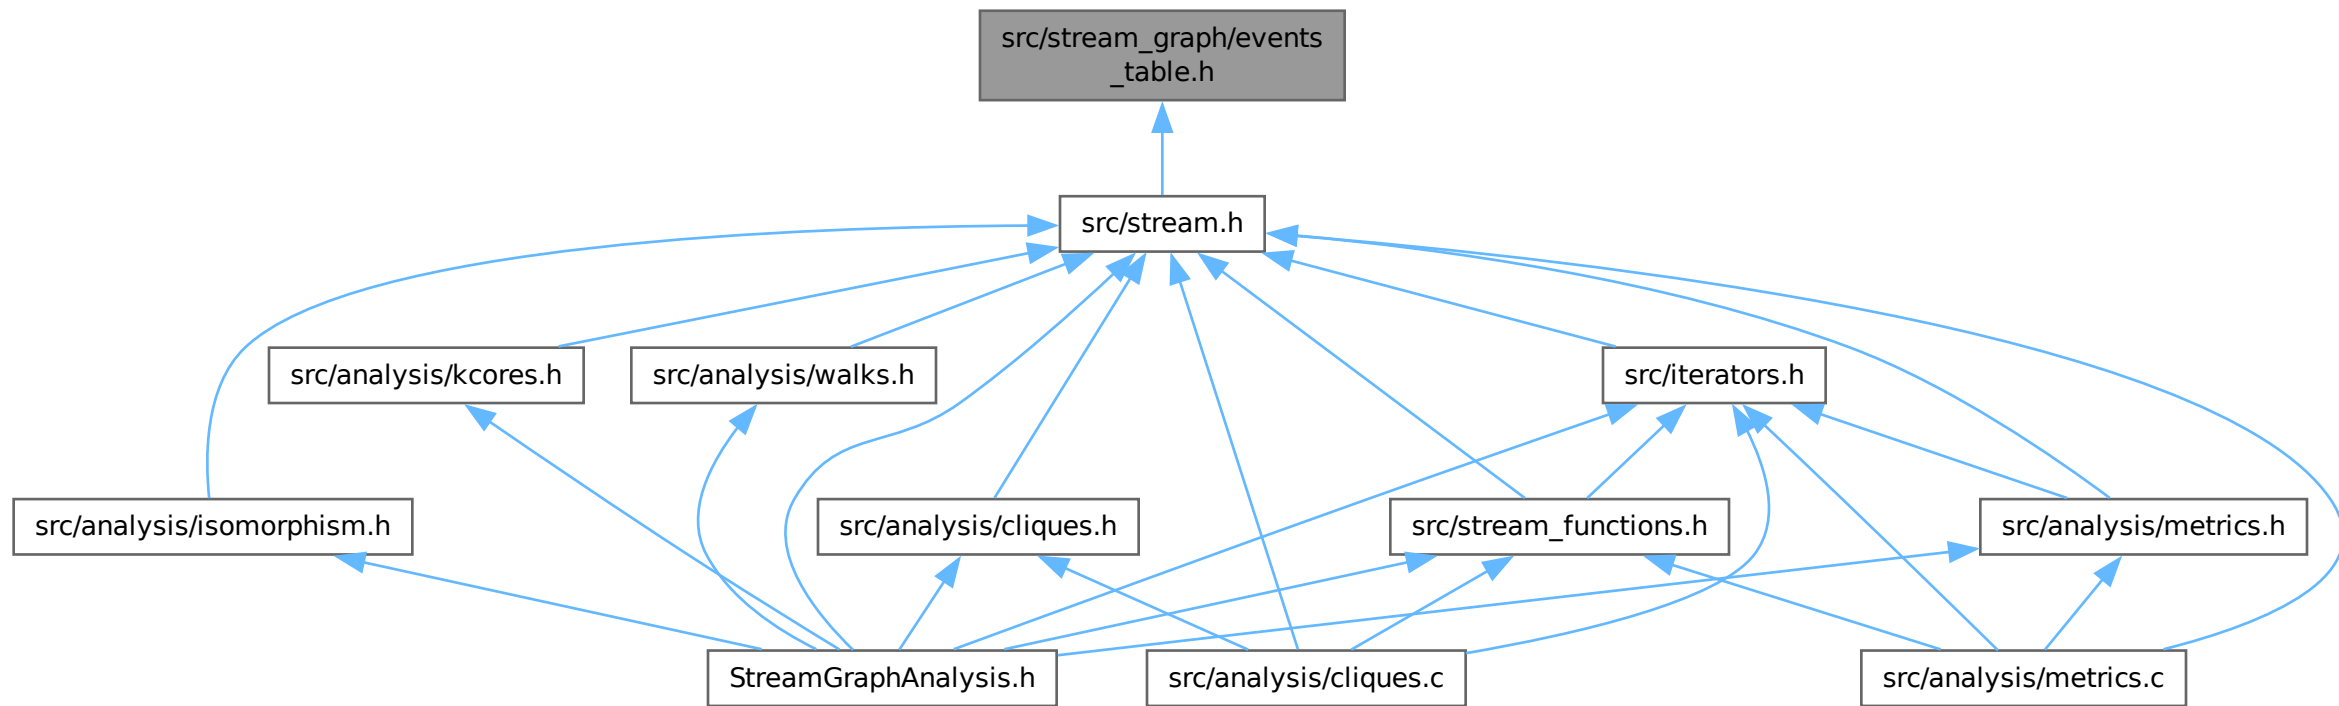 src/stream_graph/events
_table.h
src/stream.h
src/analysis/kcores.h
src/analysis/walks.h
src/iterators.h
src/analysis/isomorphism.h
src/analysis/cliques.h
src/stream_functions.h
src/analysis/metrics.h
StreamGraphAnalysis.h
src/analysis/cliques.c
src/analysis/metrics.c